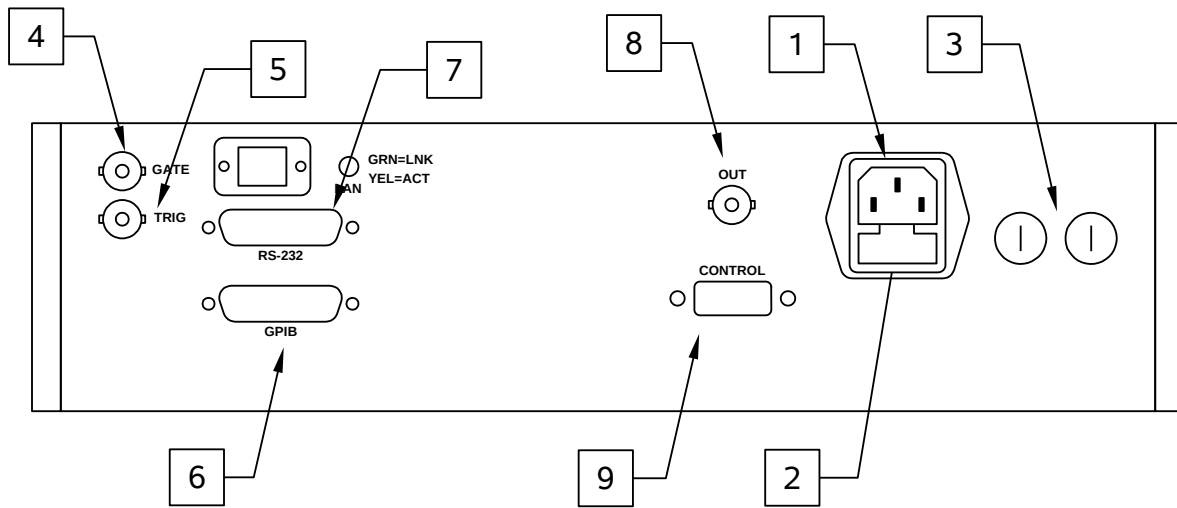 4
5
7
8
1
3
GATE
GRN=LNK
YEL=ACT
OUT
TRIG
RS-232
CONTROL
GPIB
6
9
2